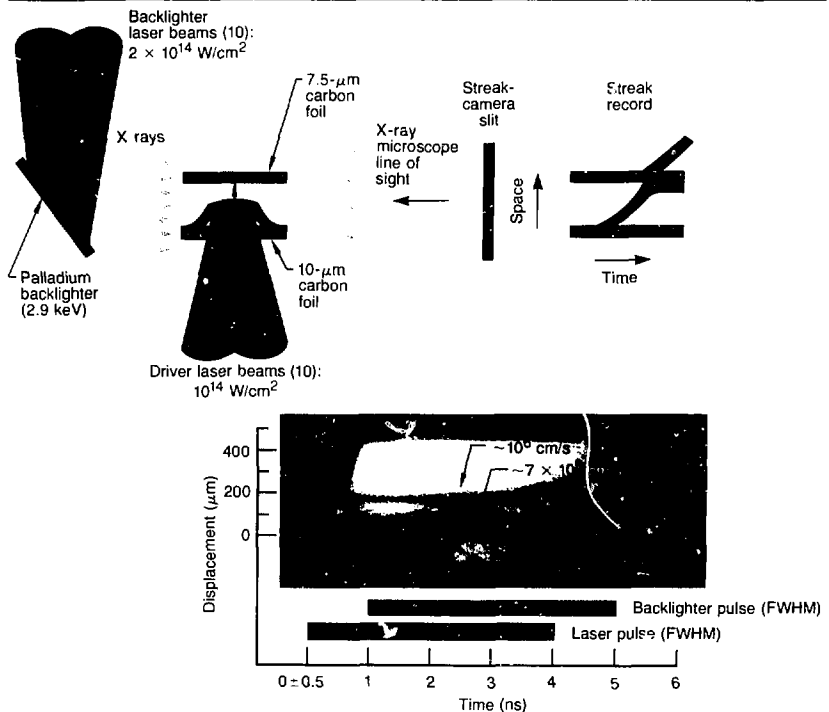 Backlighter
laser beams (10):
2 × 10¹⁴ W/cm²
X rays
Palladium
backlighter
(2.9 keV)
7.5-μm
carbon
foil
10-μm
carbon
foil
Driver laser beams (10):
10¹⁴ W/cm²
X-ray
microscope
line of
sight
Streak-
camera
slit
Streak
record
Space
Time
Displacement (μm)
400
200
0
cm/s
~7 × 10
Backlighter pulse (FWHM)
Laser pulse (FWHM)
0 ± 0.5 1 2 3 4 5 6
Time (ns)